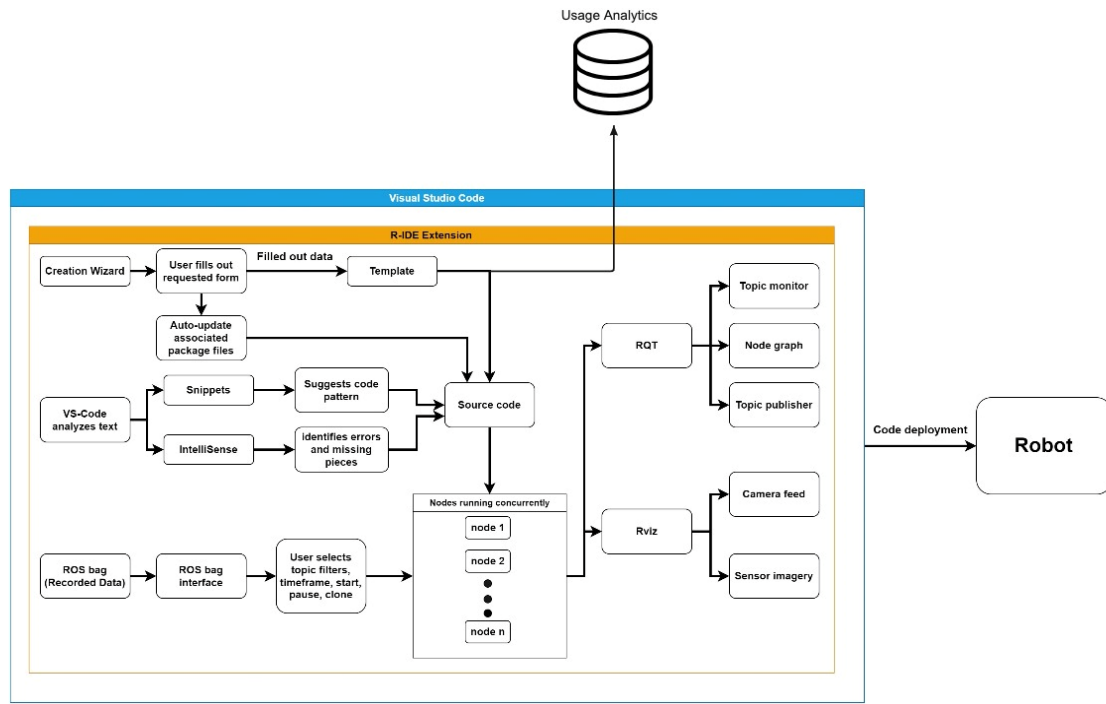 Usage Analytics
Visual Studio Code
R-IDE Extension
Creation Wizard
User fills out
requested form
Filled out data
Template
Auto-update
associated
package files
VS-Code
analyzes text
Snippets
Suggests code
pattern
IntelliSense
identifies errors
and missing
pieces
Source code
ROS bag
(Recorded Data)
ROS bag
interface
User selects
topic filters,
timeframe, start,
pause, clone
Nodes running concurrently
node 1
node 2
node n
RQT
Topic monitor
Node graph
Topic publisher
Rviz
Camera feed
Sensor imagery
Code deployment
Robot